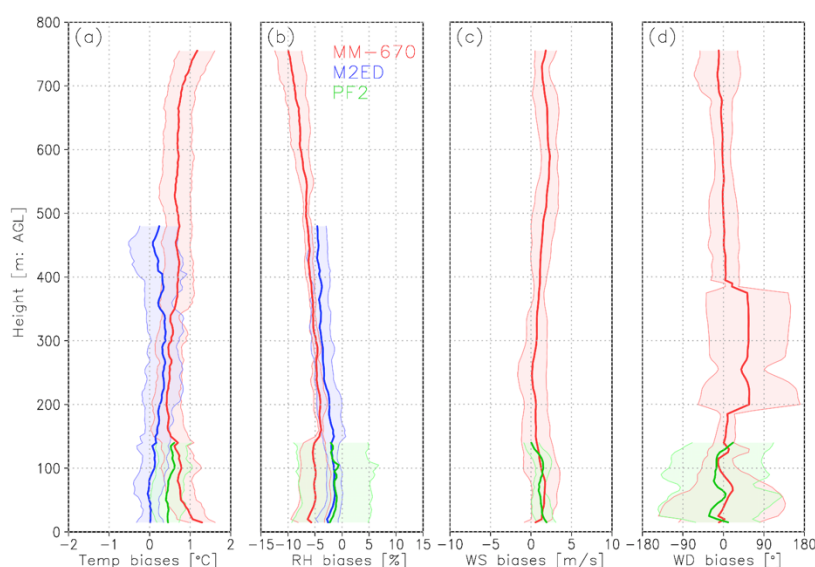 (a) (b) (c) (d)
MM-670
M2ED
PF2
Height [m: AGL]
800
700
600
500
400
300
200
100
0
-2 -1 0 1 2
-15 -10 -5 0 5 10 15
-10 -5 0 5 10
-180 -90 0 90 180
Temp biases [°C] RH biases [%] WS biases [m/s] WD biases [°]